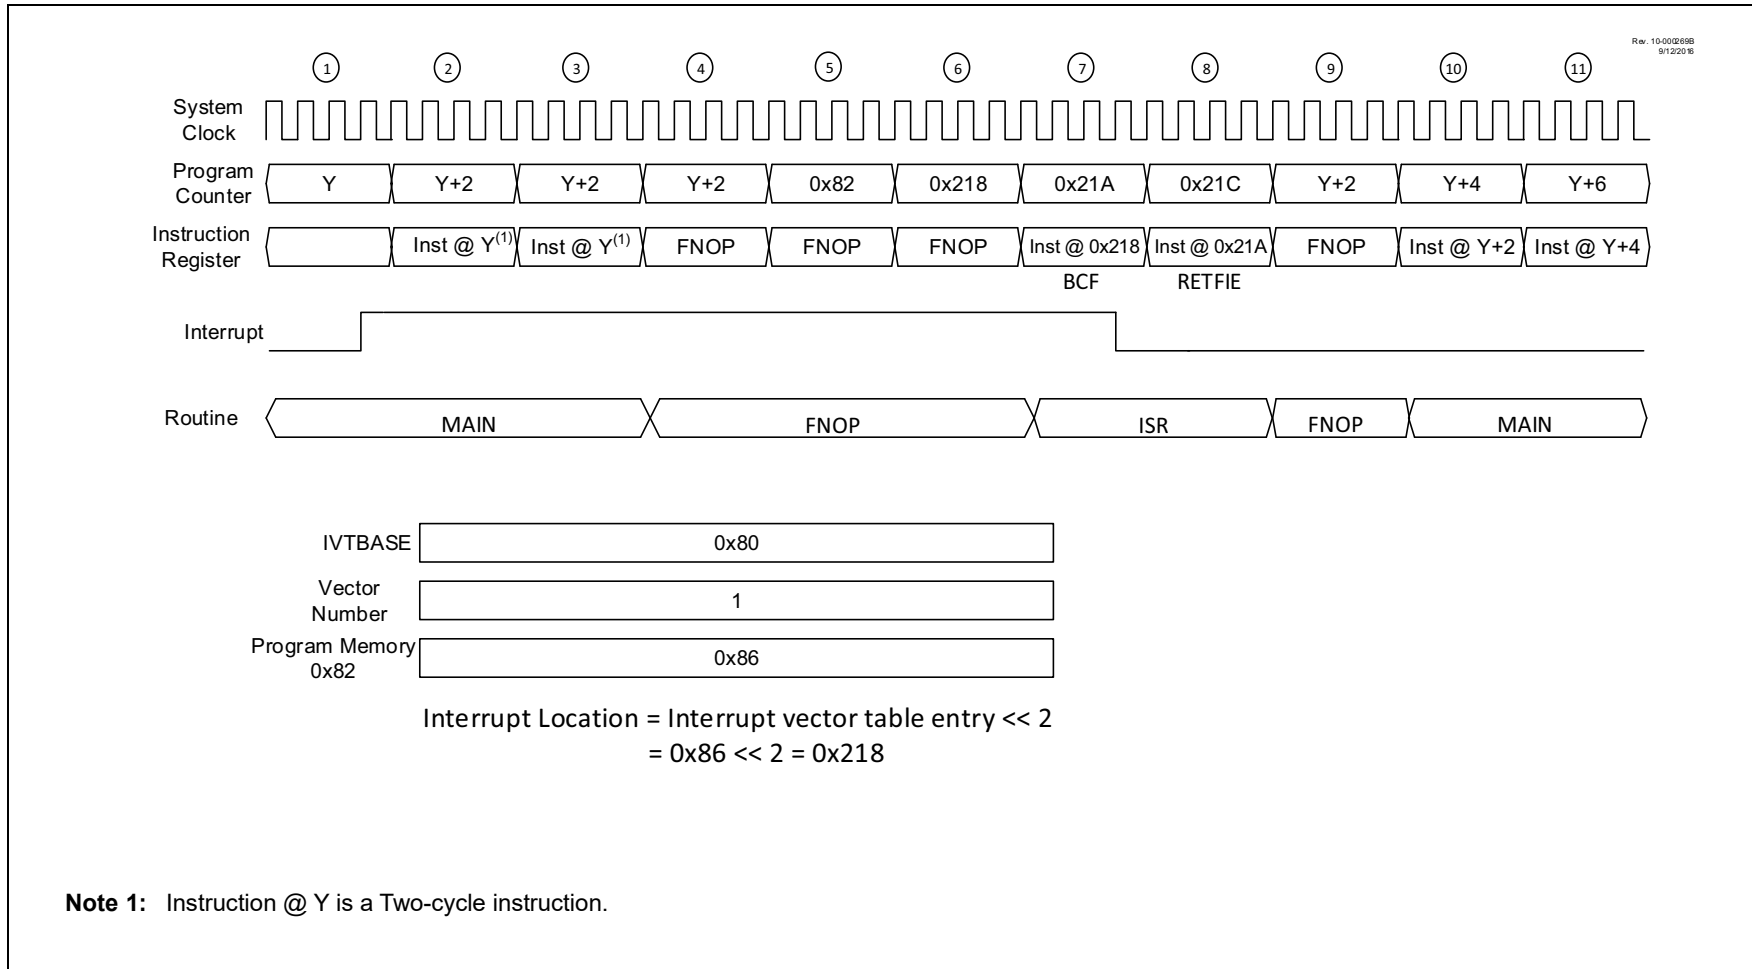 Rev. 10-000269B
9/12/2016
1 2 3 4 5 6 7 8 9 10 11
System
Clock
Program
Counter
Y Y+2 Y+2 Y+2 0x82 0x218 0x21A 0x21C Y+2 Y+4 Y+6
Instruction
Register
Inst @ Y(1) Inst @ Y(1) FNOP FNOP FNOP Inst @ 0x218 Inst @ 0x21A FNOP Inst @ Y+2 Inst @ Y+4
BCF RETFIE
Interrupt
Routine MAIN FNOP ISR FNOP MAIN
IVTBASE 0x80
Vector
Number
1
Program Memory
0x82
0x86
Interrupt Location = Interrupt vector table entry << 2
= 0x86 << 2 = 0x218
Note 1: Instruction @ Y is a Two-cycle instruction.